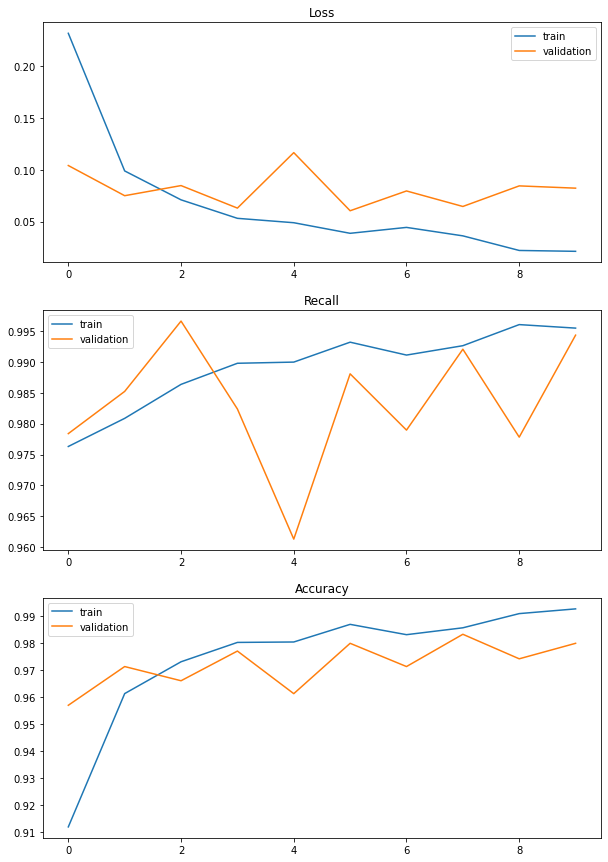 Loss
train
validation
0.20
0.15
0.10
0.05
0 2 4 6 8
Recall
train
validation
0.995
0.990
0.985
0.980
0.975
0.970
0.965
0.960
0 2 4 6 8
Accuracy
train
validation
0.99
0.98
0.97
0.96
0.95
0.94
0.93
0.92
0.91
0 2 4 6 8